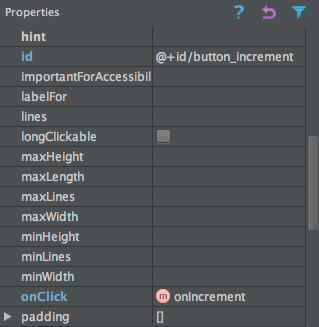 Properties ?
hint
id @+id/button_increment
importantForAccessibil
labelFor
lines
longClickable
maxHeight
maxLength
maxLines
maxWidth
minHeight
minLines
minWidth
onClick m onIncrement
padding []